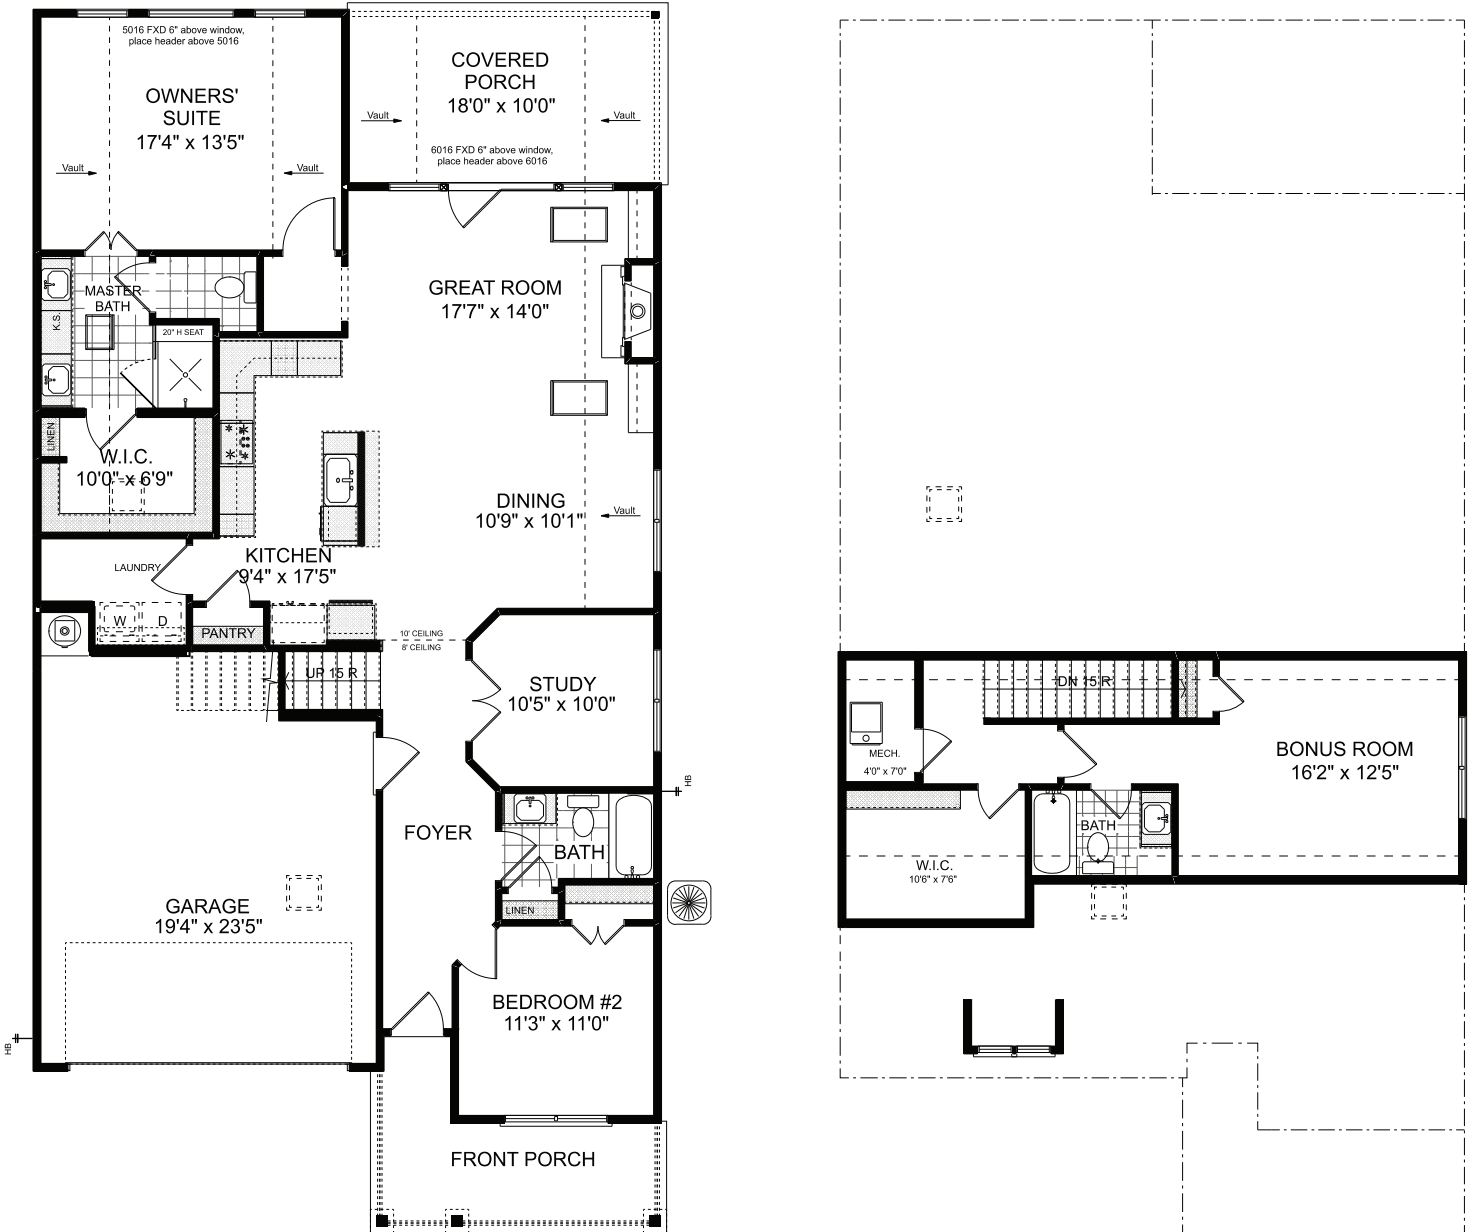 5016 FXD 6" above window,
place header above 5016
OWNERS'
SUITE
17'4" x 13'5"
Vault
Vault
COVERED
PORCH
18'0" x 10'0"
Vault
Vault
6016 FXD 6" above window,
place header above 6016
MASTER
BATH
K.S.
20" H SEAT
GREAT ROOM
17'7" x 14'0"
LINEN
W.I.C.
10'0" x 6'9"
DINING
10'9" x 10'1"
Vault
KITCHEN
9'4" x 17'5"
LAUNDRY
W
D
PANTRY
10' CEILING
8' CEILING
UP 15 R
STUDY
10'5" x 10'0"
HB
FOYER
BATH
LINEN
GARAGE
19'4" x 23'5"
BEDROOM #2
11'3" x 11'0"
HB
FRONT PORCH
DN 15 R
MECH.
4'0" x 7'0"
BONUS ROOM
16'2" x 12'5"
BATH
W.I.C.
10'6" x 7'6"